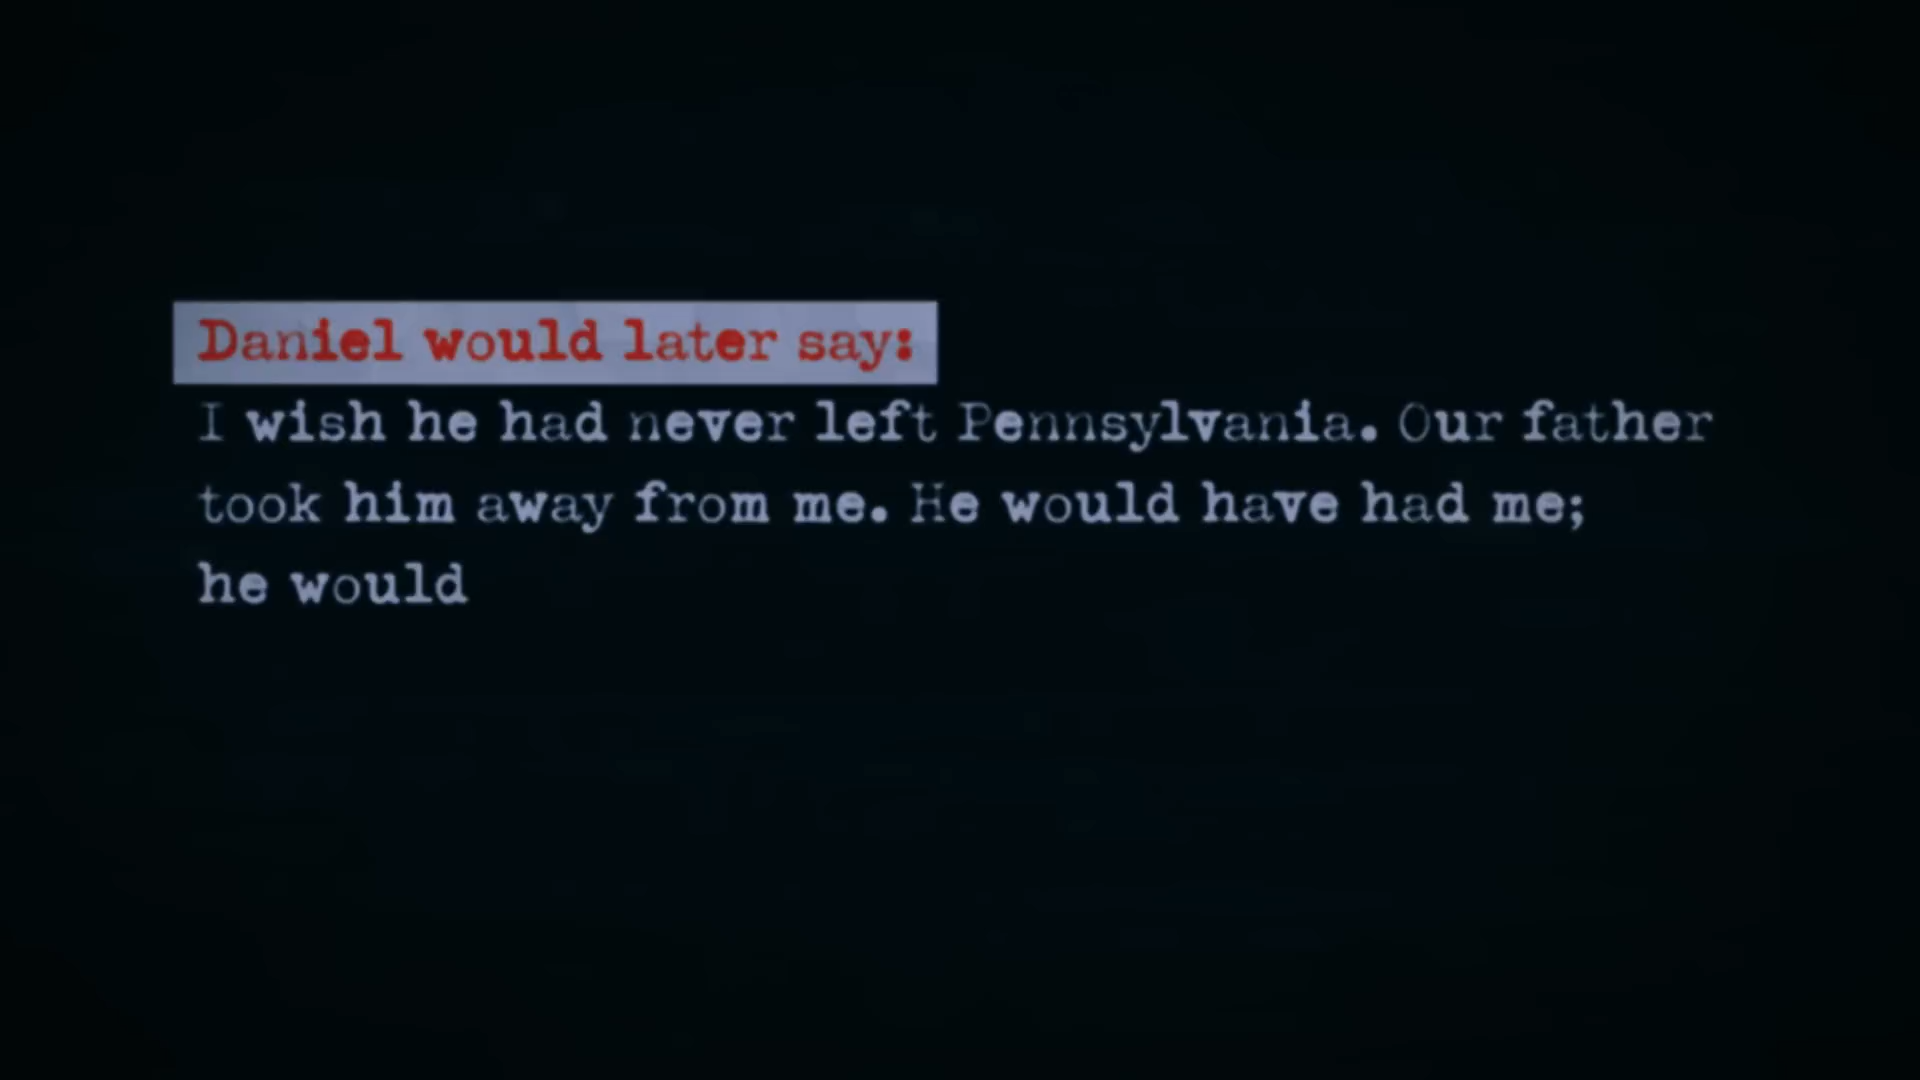 Daniel would later say:
I wish he had never left Pennsylvania. Our father
took him away from me. He would have had me;
he would